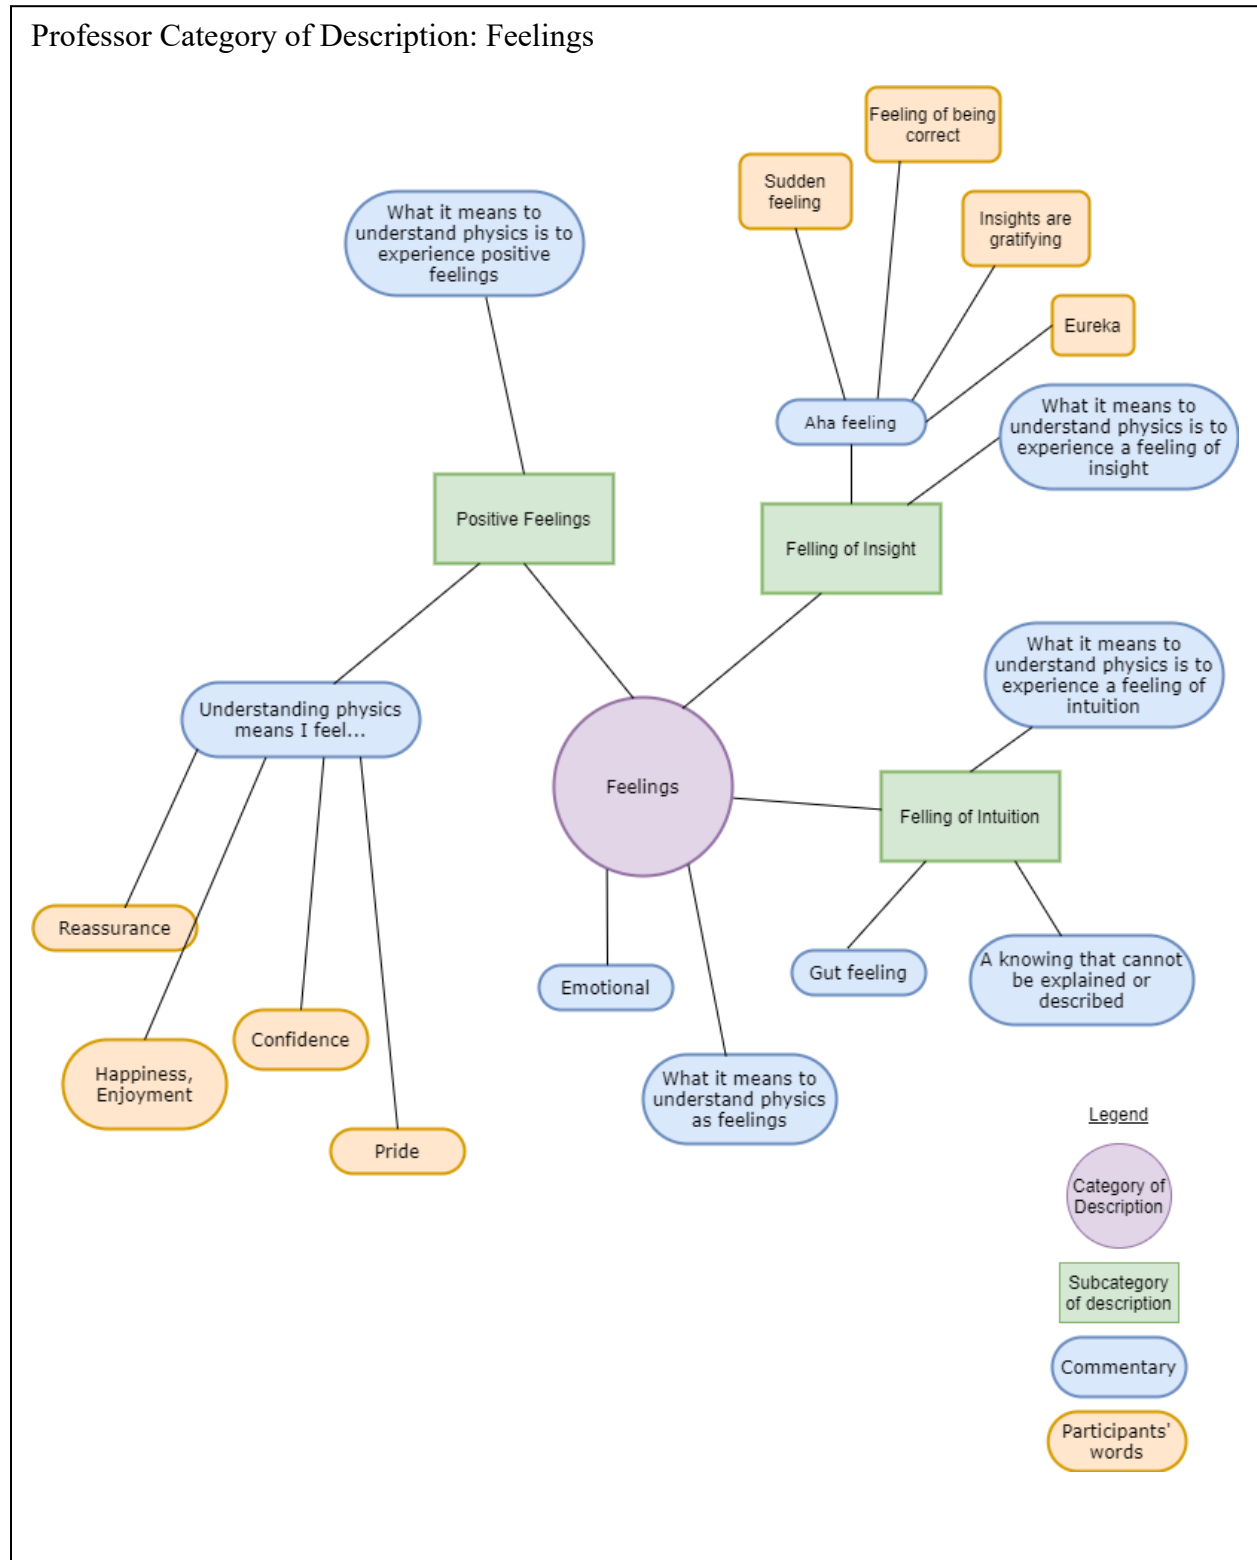 Professor Category of Description: Feelings
Feeling of being
correct
Sudden
feeling
Insights are
gratifying
Eureka
What it means to
understand physics is to
experience positive
feelings
Aha feeling
What it means to
understand physics is to
experience a feeling of
insight
Positive Feelings
Felling of Insight
What it means to
understand physics is to
experience a feeling of
intuition
Understanding physics
means I feel...
Feelings
Felling of Intuition
Reassurance
Emotional
Gut feeling
A knowing that cannot
be explained or
described
Confidence
Happiness,
Enjoyment
What it means to
understand physics
as feelings
Pride
Legend
Category of
Description
Subcategory
of description
Commentary
Participants'
words